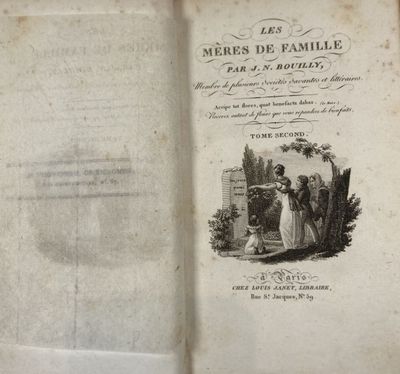 LES
MÈRES DE FAMILLE
PAR J. N. BOUILLY,
Membre de plusieurs Sociétés Savantes et littéraires.
Accipe tot flores, quot benefacta dabas.
Recevez autant de fleurs que vous répandez de bienfaits.
TOME SECOND.
à Paris
CHEZ LOUIS JANET, LIBRAIRE,
Rue St. Jacques, No. 59.